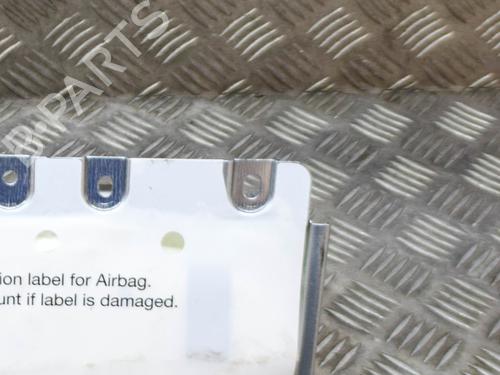 B-PARTS
ion label for Airbag.
unt if label is damaged.